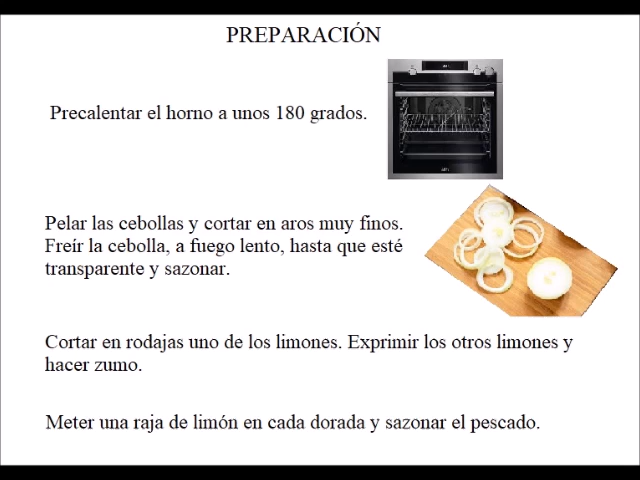 PREPARACIÓN
Precalentar el horno a unos 180 grados.
Pelar las cebollas y cortar en aros muy finos.
Freír la cebolla, a fuego lento, hasta que esté
transparente y sazonar.
Cortar en rodajas uno de los limones. Exprimir los otros limones y
hacer zumo.
Meter una raja de limón en cada dorada y sazonar el pescado.